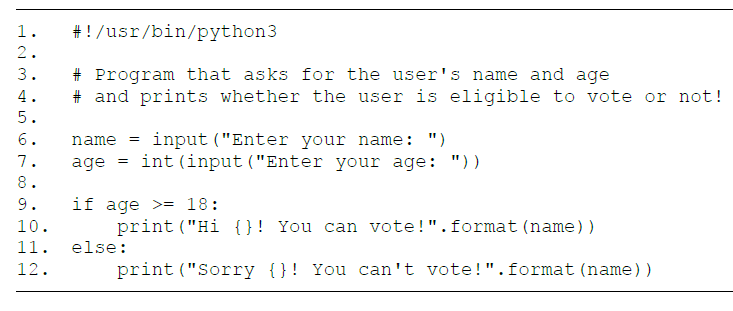 1. #!/usr/bin/python3
2.
3. # Program that asks for the user's name and age
4. # and prints whether the user is eligible to vote or not!
5.
6. name = input("Enter your name: ")
7. age = int(input("Enter your age: "))
8.
9. if age >= 18:
10.     print("Hi {}! You can vote!".format(name))
11. else:
12.     print("Sorry {}! You can't vote!".format(name))